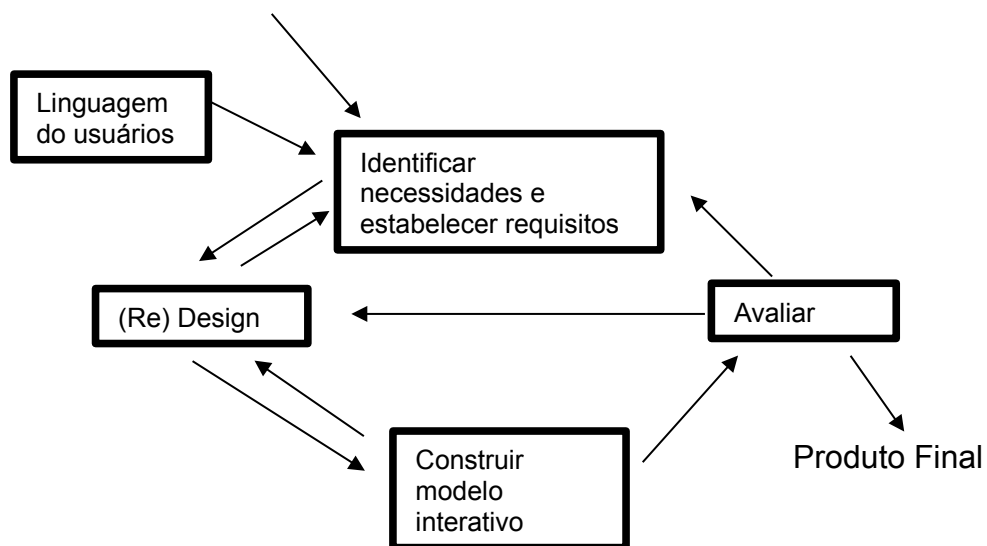 Linguagem
do usuários
Identificar
necessidades e
estabelecer requisitos
(Re) Design
Avaliar
Produto Final
Construir
modelo
interativo